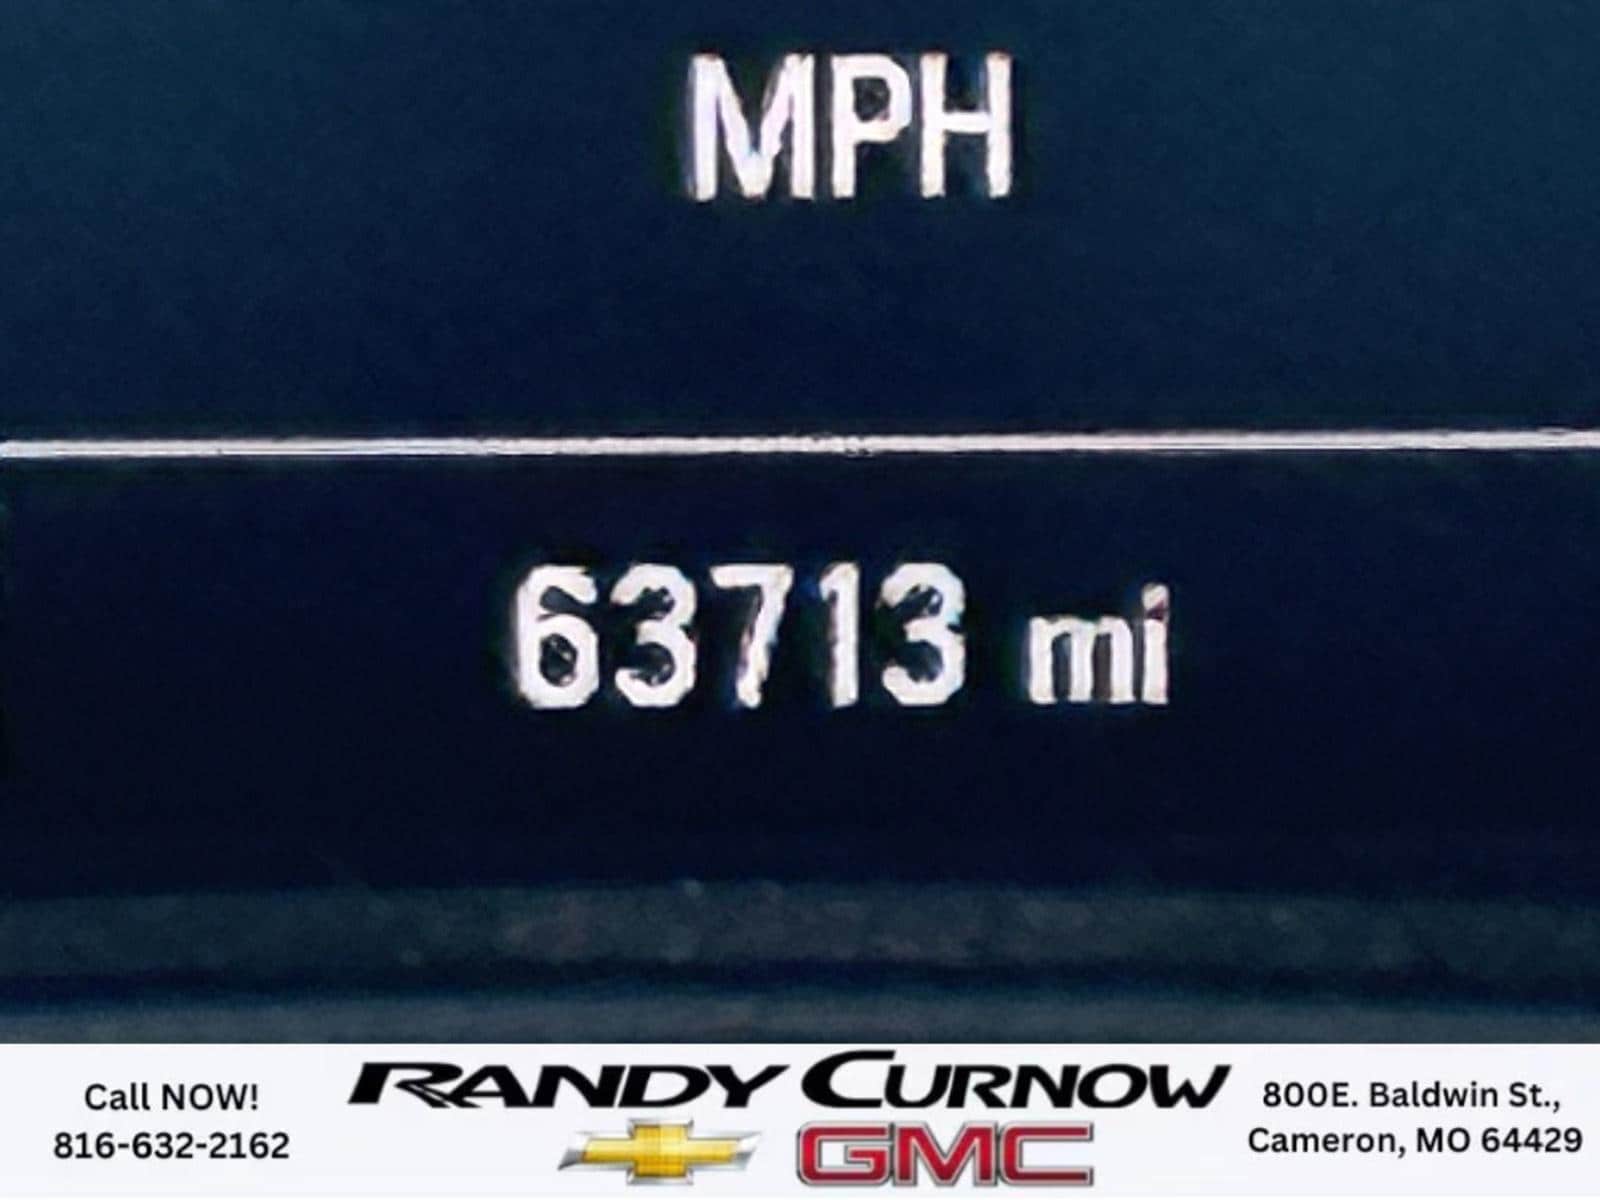 MPH
63713 mi
Call NOW!
816-632-2162
RANDY CURNOW
GMC
800E. Baldwin St.,
Cameron, MO 64429